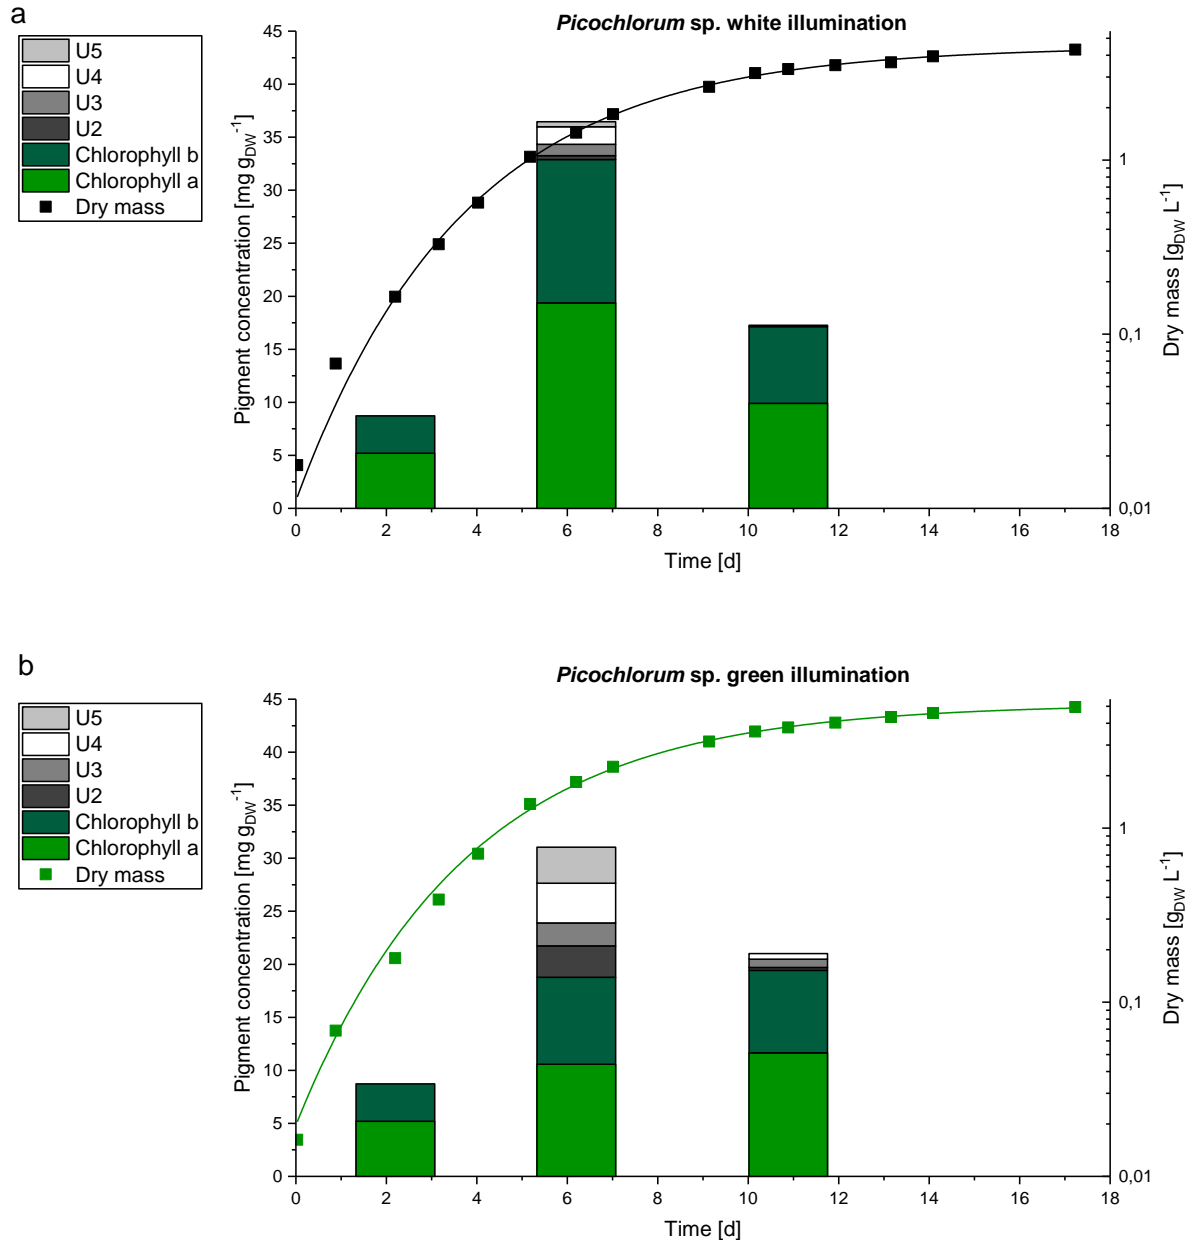 a
Picochlorum sp. white illumination
U5
U4
U3
U2
Chlorophyll b
Chlorophyll a
Dry mass
Pigment concentration [mg g_DW^-1]
45
40
35
30
25
20
15
10
5
0
1
0,1
0,01
Dry mass [g_DW L^-1]
0 2 4 6 8 10 12 14 16 18
Time [d]
b
Picochlorum sp. green illumination
U5
U4
U3
U2
Chlorophyll b
Chlorophyll a
Dry mass
Pigment concentration [mg g_DW^-1]
45
40
35
30
25
20
15
10
5
0
1
0,1
0,01
Dry mass [g_DW L^-1]
0 2 4 6 8 10 12 14 16 18
Time [d]